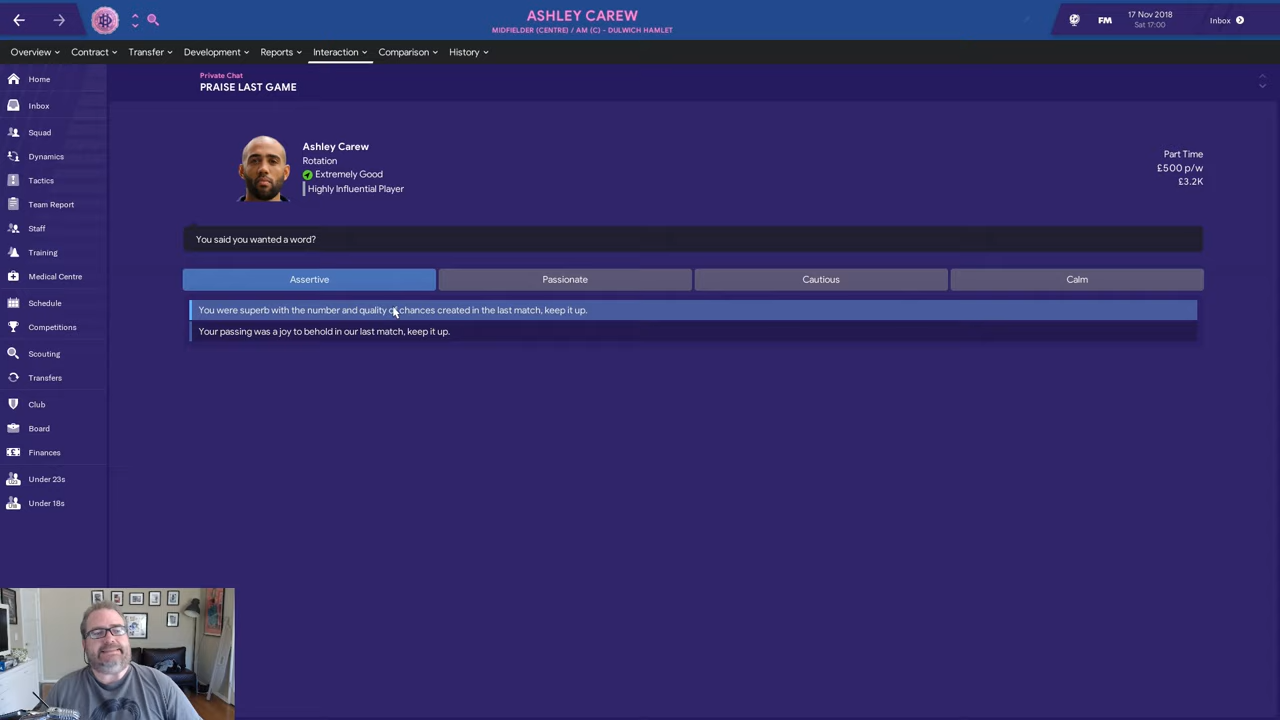 ASHLEY CAREW
MIDFIELDER (CENTRE) / AM (C) - DULWICH HAMLET
FM
17 Nov 2018
Sat 17:00
Inbox
Overview Contract Transfer Development Reports Interaction Comparison History
Private Chat
PRAISE LAST GAME
Home
Inbox
Squad
Dynamics
Tactics
Team Report
Staff
Training
Medical Centre
Schedule
Competitions
Scouting
Transfers
Club
Board
Finances
Under 23s
Under 18s
Ashley Carew
Rotation
Extremely Good
Highly Influential Player
Part Time
£500 p/w
£3.2K
You said you wanted a word?
Assertive Passionate Cautious Calm
You were superb with the number and quality of chances created in the last match, keep it up.
Your passing was a joy to behold in our last match, keep it up.